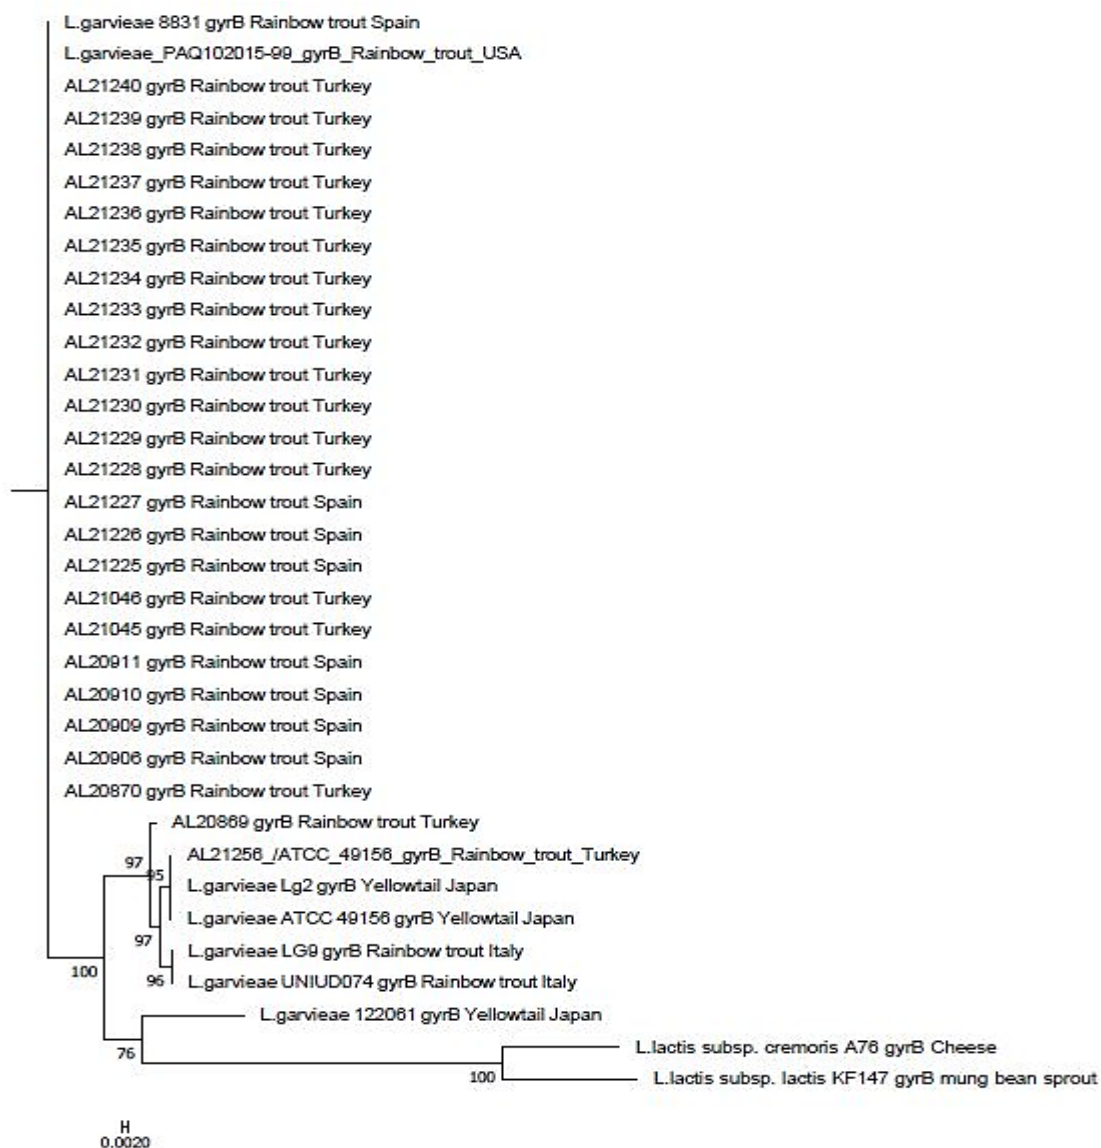 L.garvieae 8831 gyrB Rainbow trout Spain
L.garvieae_PAQ102015-99_gyrB_Rainbow_trout_USA
AL21240 gyrB Rainbow trout Turkey
AL21239 gyrB Rainbow trout Turkey
AL21238 gyrB Rainbow trout Turkey
AL21237 gyrB Rainbow trout Turkey
AL21236 gyrB Rainbow trout Turkey
AL21235 gyrB Rainbow trout Turkey
AL21234 gyrB Rainbow trout Turkey
AL21233 gyrB Rainbow trout Turkey
AL21232 gyrB Rainbow trout Turkey
AL21231 gyrB Rainbow trout Turkey
AL21230 gyrB Rainbow trout Turkey
AL21229 gyrB Rainbow trout Turkey
AL21228 gyrB Rainbow trout Turkey
AL21227 gyrB Rainbow trout Spain
AL21226 gyrB Rainbow trout Spain
AL21225 gyrB Rainbow trout Spain
AL21046 gyrB Rainbow trout Turkey
AL21045 gyrB Rainbow trout Turkey
AL20911 gyrB Rainbow trout Spain
AL20910 gyrB Rainbow trout Spain
AL20909 gyrB Rainbow trout Spain
AL20906 gyrB Rainbow trout Spain
AL20870 gyrB Rainbow trout Turkey
AL20869 gyrB Rainbow trout Turkey
97
AL21256_/ATCC_49156_gyrB_Rainbow_trout_Turkey
95
L.garvieae Lg2 gyrB Yellowtail Japan
L.garvieae ATCC 49156 gyrB Yellowtail Japan
97
L.garvieae LG9 gyrB Rainbow trout Italy
100
96
L.garvieae UNIUD074 gyrB Rainbow trout Italy
L.garvieae 122061 gyrB Yellowtail Japan
76
L.lactis subsp. cremoris A76 gyrB Cheese
100
L.lactis subsp. lactis KF147 gyrB mung bean sprout
0.0020